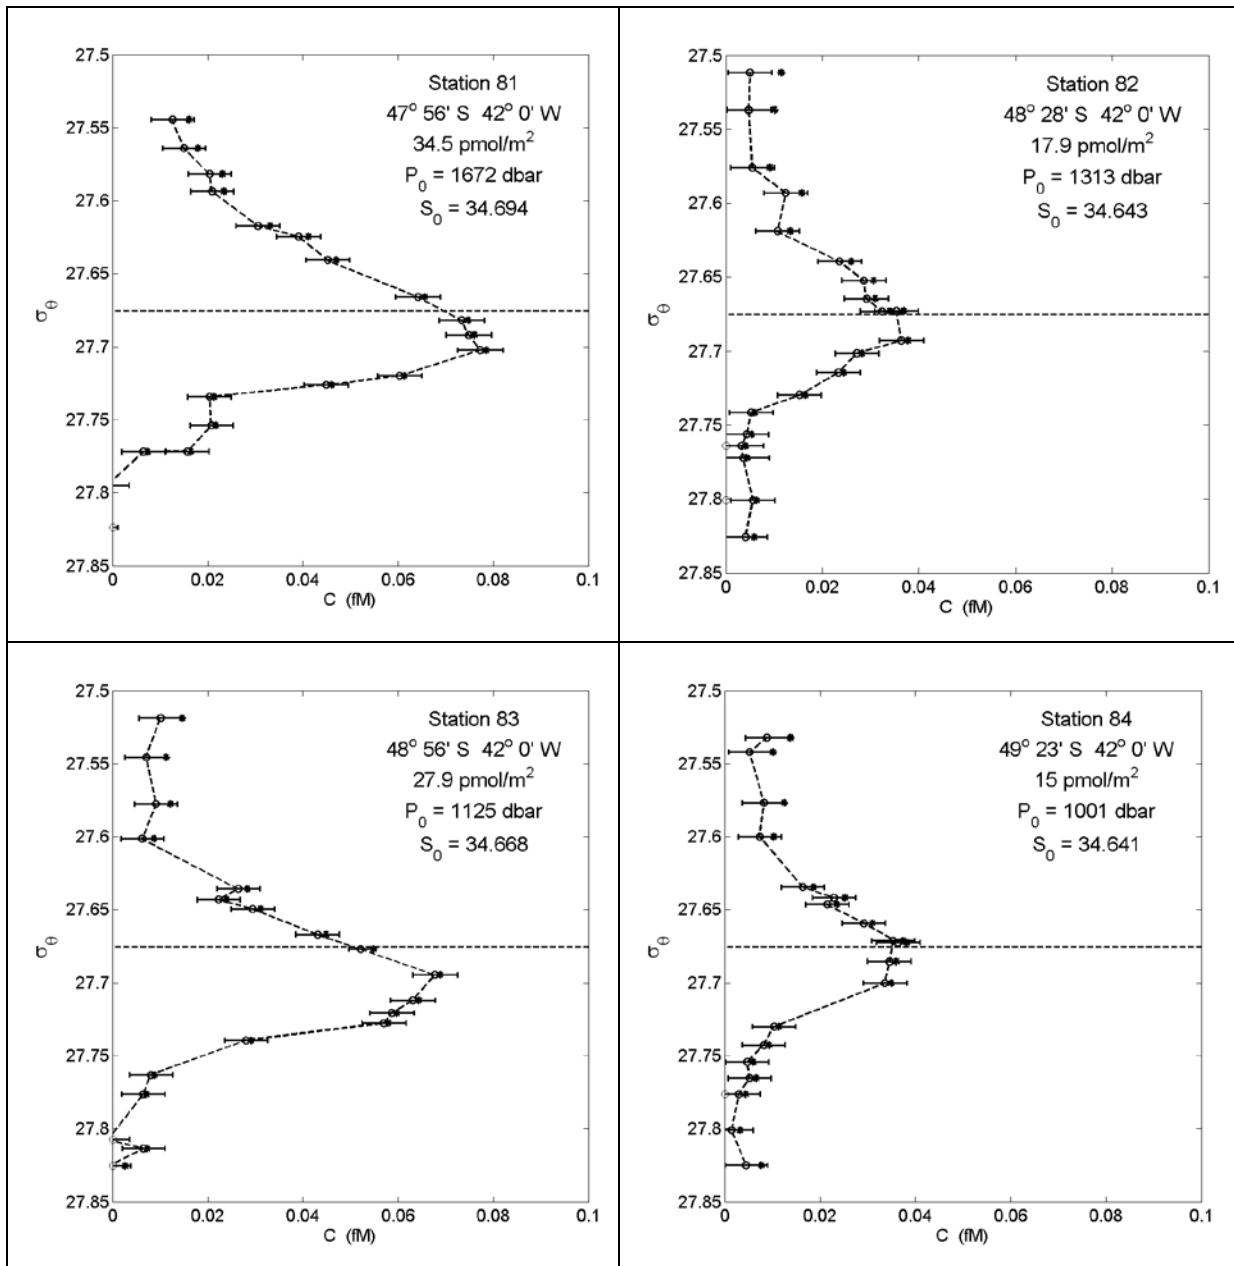 27.5
27.55
27.6
27.65
27.7
27.75
27.8
27.85
σθ
0 0.02 0.04 0.06 0.08 0.1
C (fM)
Station 81
47° 56' S 42° 0' W
34.5 pmol/m²
P₀ = 1672 dbar
S₀ = 34.694
27.5
27.55
27.6
27.65
27.7
27.75
27.8
27.85
σθ
0 0.02 0.04 0.06 0.08 0.1
C (fM)
Station 82
48° 28' S 42° 0' W
17.9 pmol/m²
P₀ = 1313 dbar
S₀ = 34.643
27.5
27.55
27.6
27.65
27.7
27.75
27.8
27.85
σθ
0 0.02 0.04 0.06 0.08 0.1
C (fM)
Station 83
48° 56' S 42° 0' W
27.9 pmol/m²
P₀ = 1125 dbar
S₀ = 34.668
27.5
27.55
27.6
27.65
27.7
27.75
27.8
27.85
σθ
0 0.02 0.04 0.06 0.08 0.1
C (fM)
Station 84
49° 23' S 42° 0' W
15 pmol/m²
P₀ = 1001 dbar
S₀ = 34.641